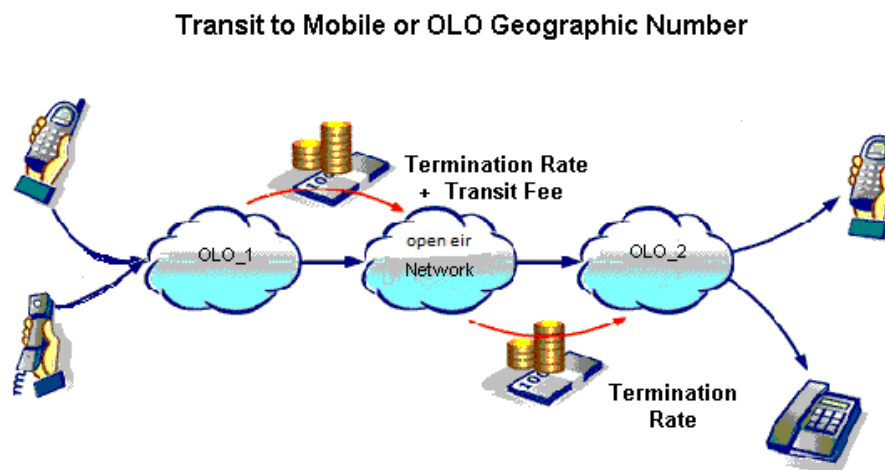 Transit to Mobile or OLO Geographic Number
Termination Rate
+ Transit Fee
OLO_1
open eir
Network
OLO_2
Termination
Rate